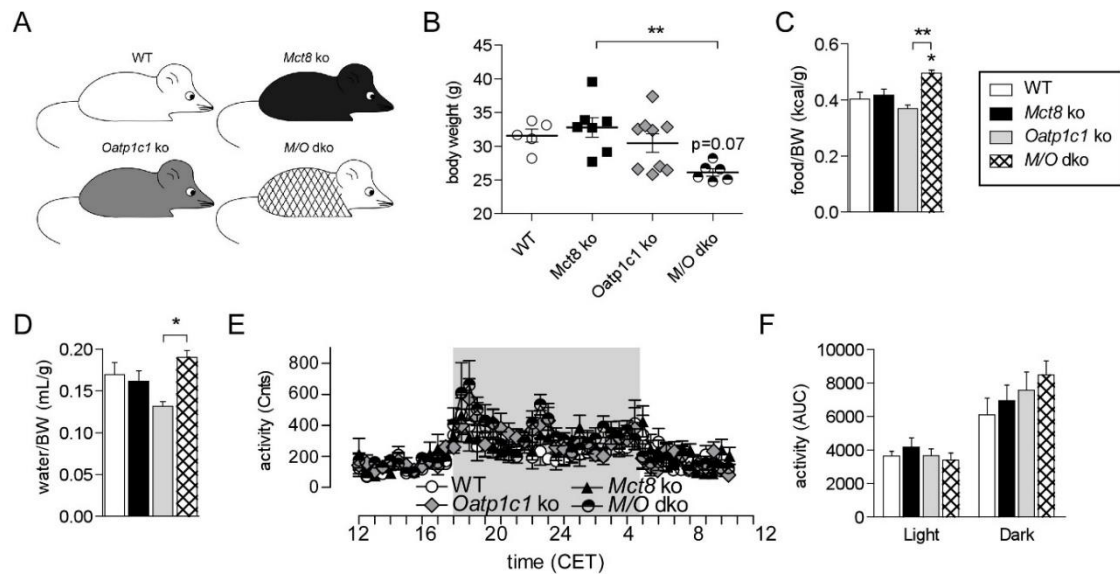 A
WT
Mct8 ko
Oatp1c1 ko
M/O dko
B
**
p=0.07
body weight (g)
45
40
35
30
25
20
WT
Mct8 ko
Oatp1c1 ko
M/O dko
C
**
*
food/BW (kcal/g)
0.6
0.4
0.2
0.0
WT
Mct8 ko
Oatp1c1 ko
M/O dko
D
*
water/BW (mL/g)
0.20
0.15
0.10
0.05
0.00
E
activity (Cnts)
800
600
400
200
0
WT
Mct8 ko
Oatp1c1 ko
M/O dko
12 16 20 24 4 8 12
time (CET)
F
activity (AUC)
10000
8000
6000
4000
2000
0
Light Dark